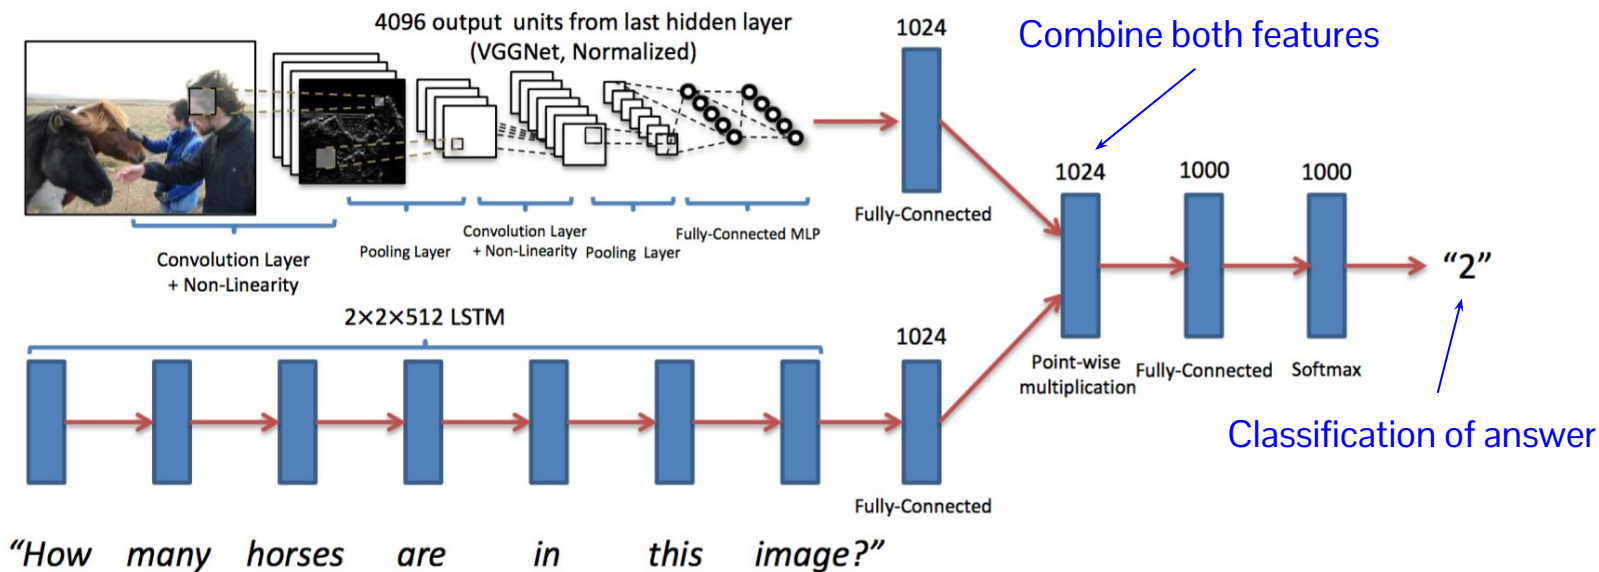 4096 output units from last hidden layer
(VGGNet, Normalized)
1024
Combine both features
Convolution Layer
+ Non-Linearity
Pooling Layer
Convolution Layer
+ Non-Linearity
Pooling Layer
Fully-Connected MLP
Fully-Connected
1024
1000
1000
Point-wise
multiplication
Fully-Connected
Softmax
“2”
Classification of answer
2×2×512 LSTM
1024
Fully-Connected
“How many horses are in this image?”